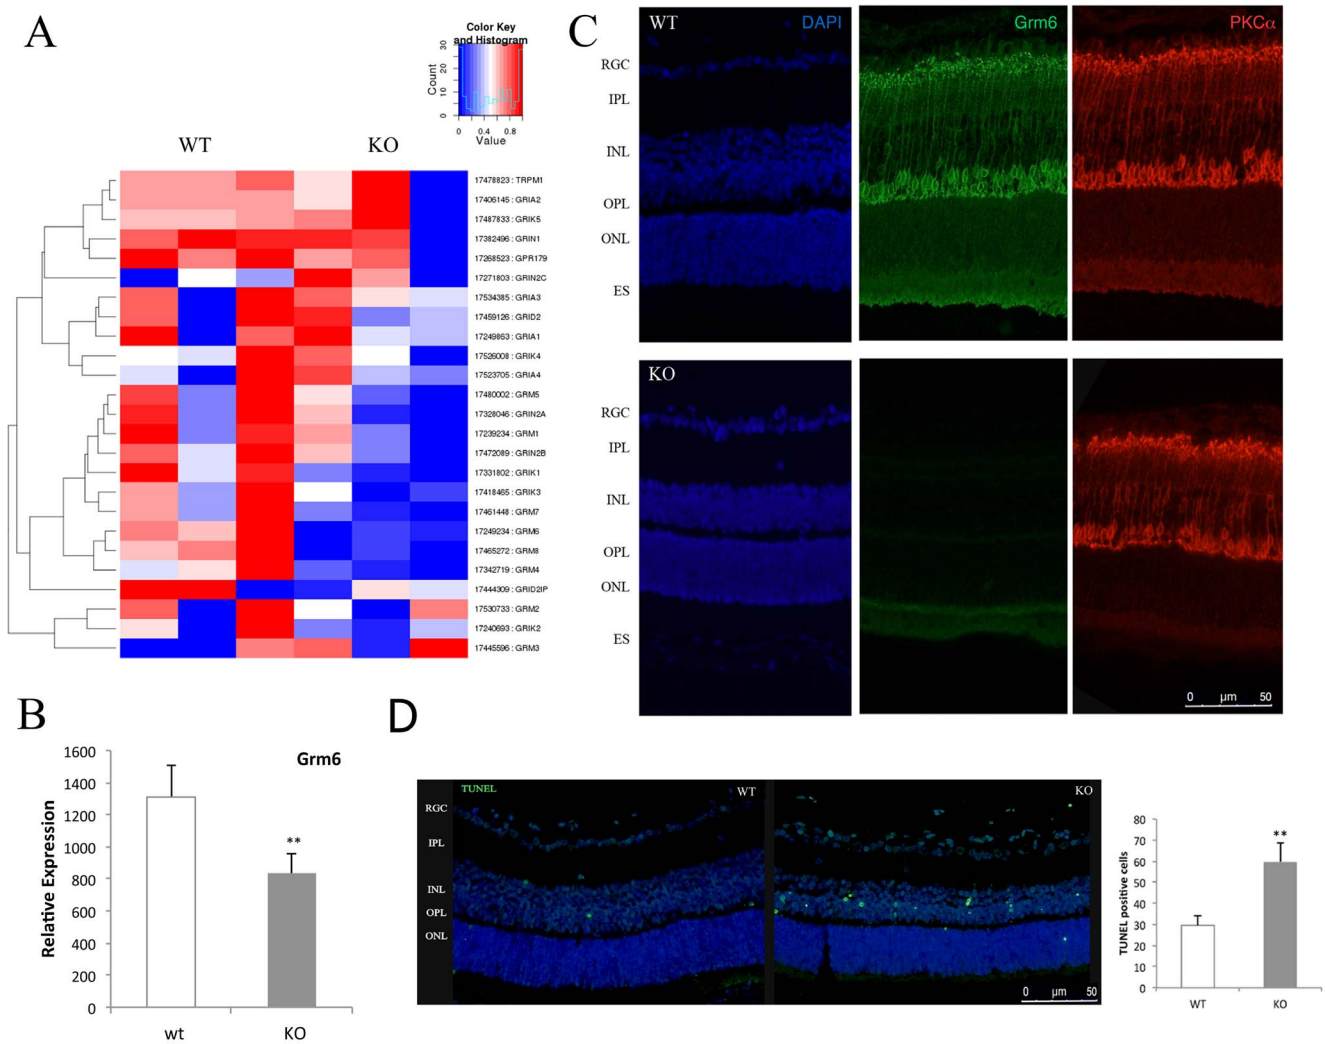 A
Color Key
and Histogram
Count
0 10 20 30
0 0.4 0.8
Value
WT KO
17478823 : TRPM1
17406145 : GRIA2
17487833 : GRIK5
17382496 : GRIN1
17268523 : GPR179
17271803 : GRIN2C
17534385 : GRIA3
17459126 : GRID2
17249863 : GRIA1
17526008 : GRIK4
17523705 : GRIA4
17480002 : GRM5
17328046 : GRIN2A
17239234 : GRM1
17472089 : GRIN2B
17331802 : GRIK1
17418465 : GRIK3
17461448 : GRM7
17249234 : GRM6
17465272 : GRM8
17342719 : GRM4
17444309 : GRID2IP
17530733 : GRM2
17240693 : GRIK2
17445596 : GRM3
B
Grm6
Relative Expression
1600
1400
1200
1000
800
600
400
200
0
**
wt KO
C
WT DAPI Grm6 PKCα
RGC
IPL
INL
OPL
ONL
ES
KO
RGC
IPL
INL
OPL
ONL
ES
0 µm 50
D
TUNEL WT KO
RGC
IPL
INL
OPL
ONL
0 µm 50
TUNEL positive cells
80
70
60
50
40
30
20
10
0
**
WT KO